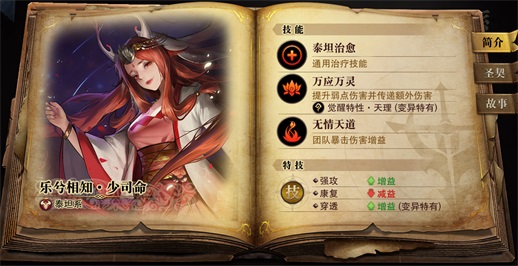 技能
泰坦治愈
通用治疗技能
万应万灵
提升弱点伤害并传递额外伤害
觉醒特性·天理 (变异特有)
无情天道
团队暴击伤害增益
特技
技
强攻 增益
康复 减益
穿透 增益 (变异特有)
乐兮相知·少司命
泰坦系
简介
圣契
故事